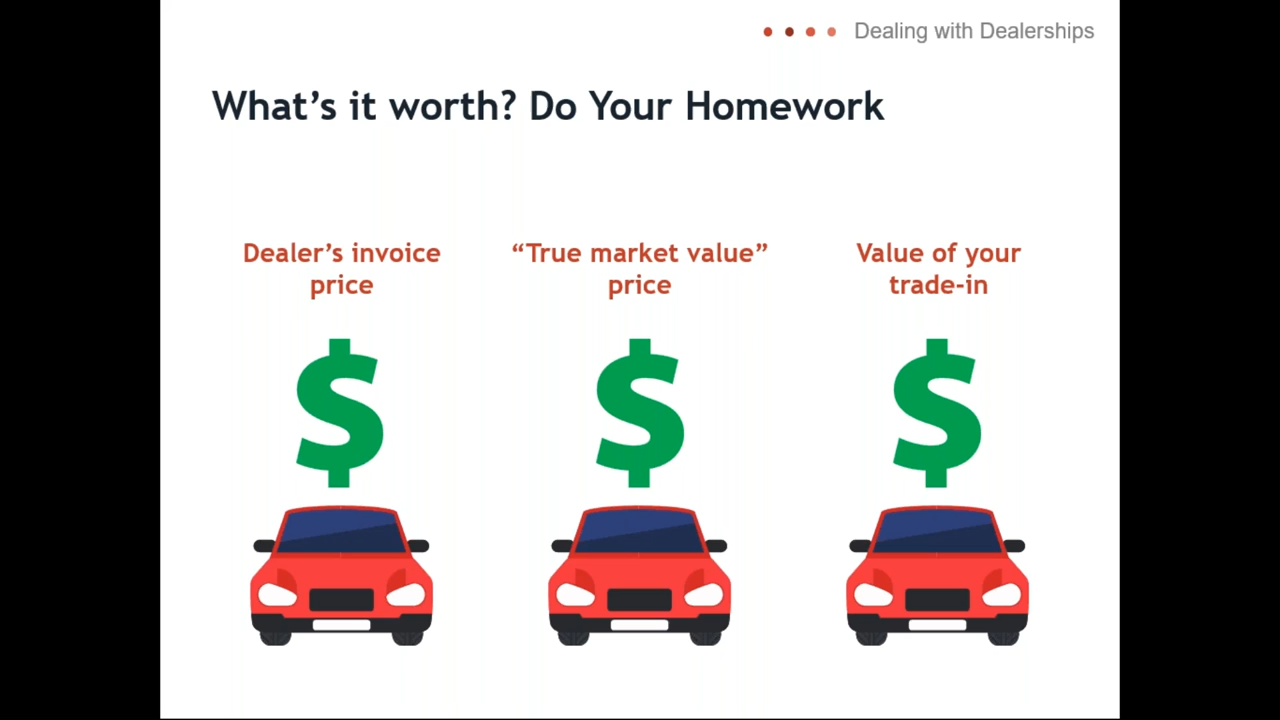 Dealing with Dealerships
What’s it worth? Do Your Homework
Dealer’s invoice
price
“True market value”
price
Value of your
trade-in
$
$
$